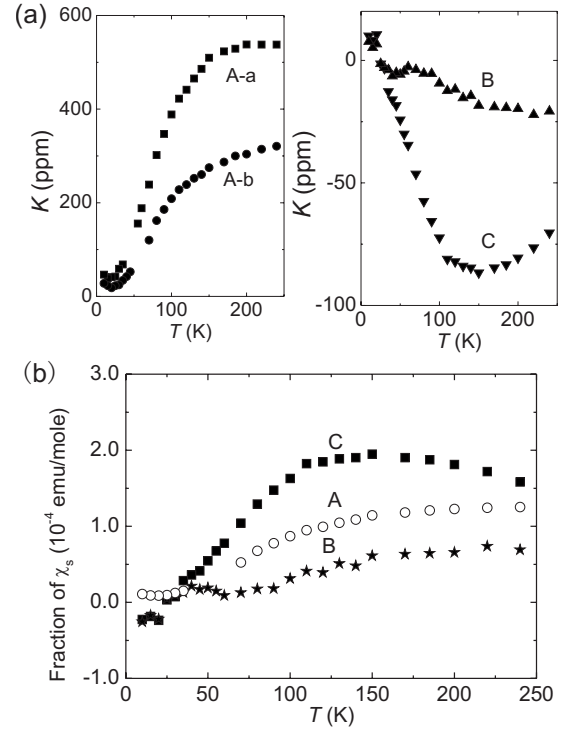 (a)
600
400
200
0
K (ppm)
A-a
A-b
0 100 200
T (K)
0
-50
-100
K (ppm)
B
C
0 100 200
T (K)
(b)
3.0
2.0
1.0
0.0
-1.0
Fraction of χs (10-4 emu/mole)
C
A
B
0 50 100 150 200 250
T (K)